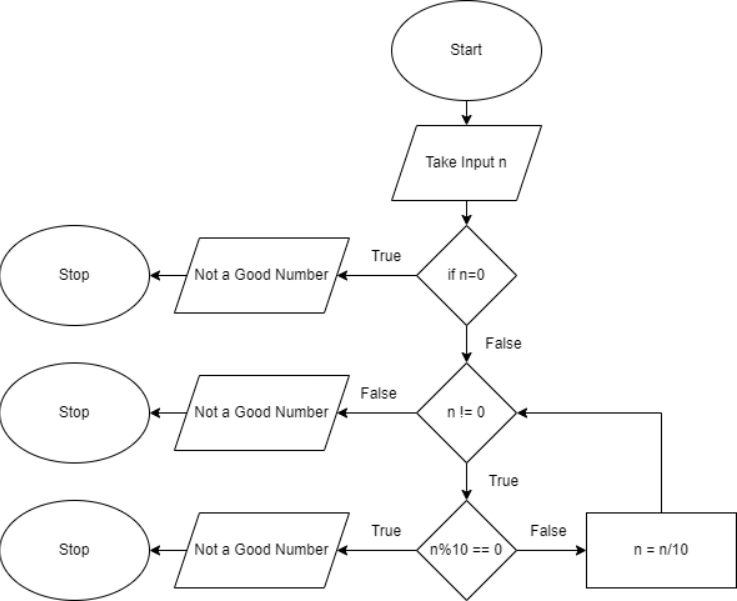 Start
Take Input n
if n=0
True
Not a Good Number
Stop
False
n != 0
False
Not a Good Number
Stop
True
n%10 == 0
True
Not a Good Number
Stop
False
n = n/10